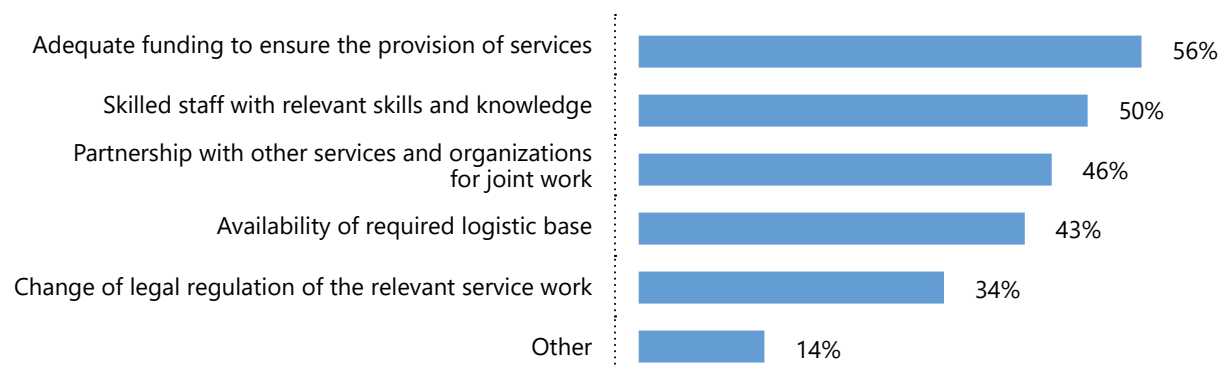 Adequate funding to ensure the provision of services
56%
Skilled staff with relevant skills and knowledge
50%
Partnership with other services and organizations
for joint work
46%
Availability of required logistic base
43%
Change of legal regulation of the relevant service work
34%
Other
14%